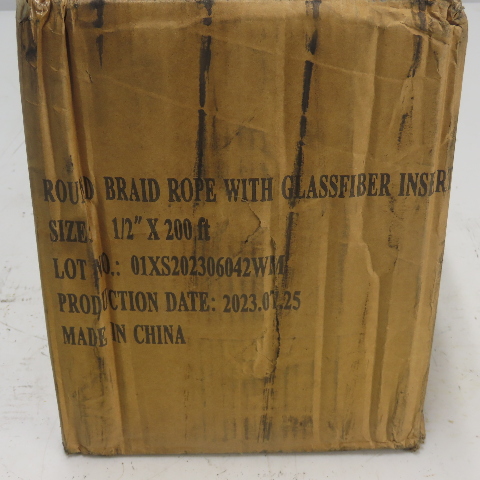 ROUND BRAID ROPE WITH GLASSFIBER INSERT
SIZE: 1/2" X 200 ft
LOT NO.: 01XS202306042WM
PRODUCTION DATE: 2023.07.25
MADE IN CHINA